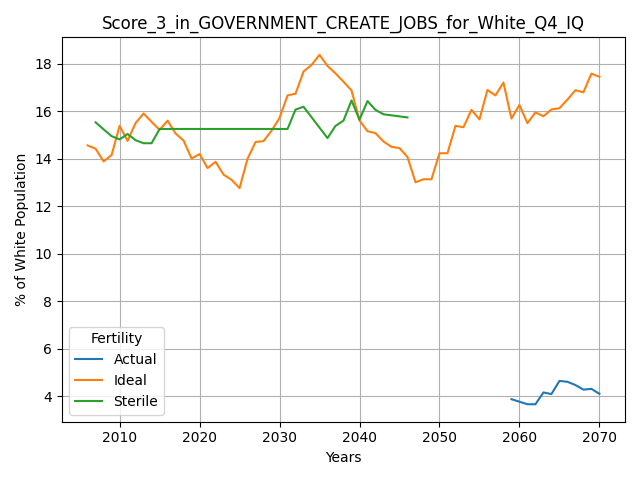 Score_3_in_GOVERNMENT_CREATE_JOBS_for_White_Q4_IQ
% of White Population
18
16
14
12
10
8
6
4
Fertility
Actual
Ideal
Sterile
2010 2020 2030 2040 2050 2060 2070
Years